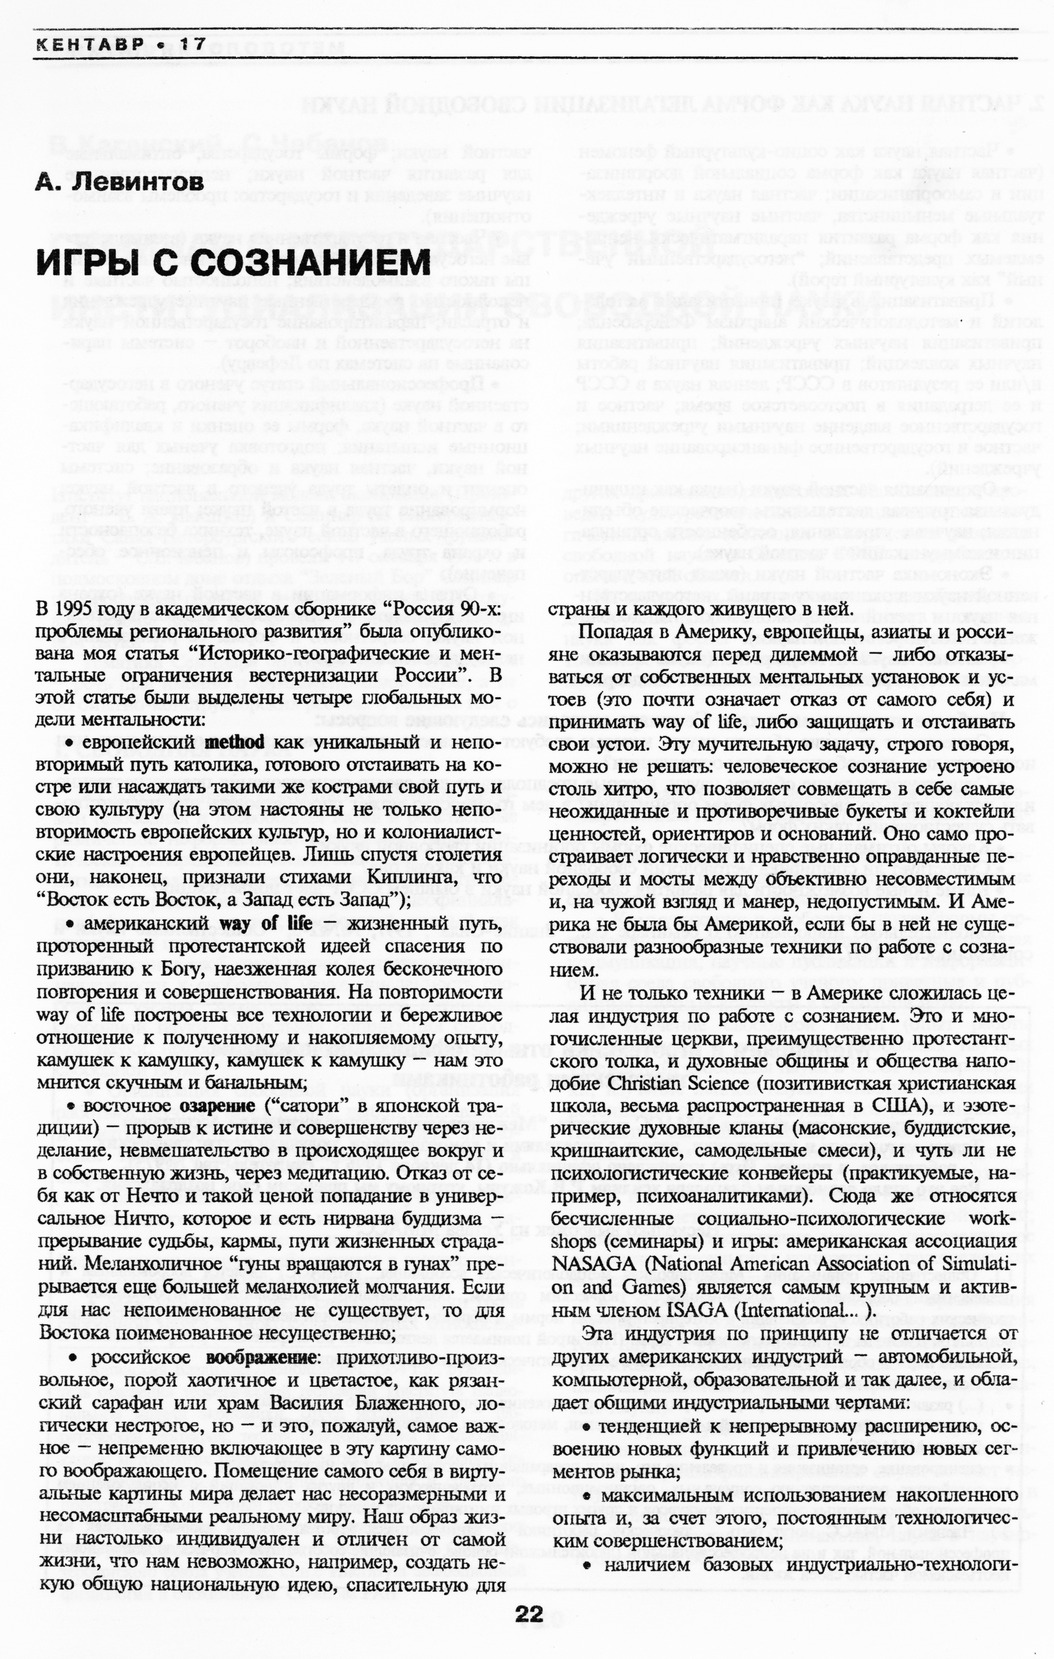 КЕНТАВР • 17
А. Левинтов
ИГРЫ С СОЗНАНИЕМ
В 1995 году в академическом сборнике “Россия 90-х:
проблемы регионального развития” была опублико-
вана моя статья “Историко-географические и мен-
тальные ограничения вестернизации России”. В
этой статье были выделены четыре глобальных мо-
дели ментальности:
• европейский method как уникальный и непо-
вторимый путь католика, готового отстаивать на ко-
стре или насаждать такими же кострами свой путь и
свою культуру (на этом настояны не только непо-
вторимость европейских культур, но и колониалист-
ские настроения европейцев. Лишь спустя столетия
они, наконец, признали стихами Киплинга, что
“Восток есть Восток, а Запад есть Запад”);
• американский way of life — жизненный путь,
проторенный протестантской идеей спасения по
призванию к Богу, наезженная колея бесконечного
повторения и совершенствования. На повторимости
way of life построены все технологии и бережливое
отношение к полученному и накопляемому опыту,
камушек к камушку, камушек к камушку — нам это
мнится скучным и банальным;
• восточное озарение (“сатори” в японской тра-
диции) — прорыв к истине и совершенству через не-
делание, невмешательство в происходящее вокруг и
в собственную жизнь, через медитацию. Отказ от се-
бя как от Нечто и такой ценой попадание в универ-
сальное Ничто, которое и есть нирвана буддизма —
прерывание судьбы, кармы, пути жизненных страда-
ний. Меланхоличное “гуны вращаются в гунах” пре-
рывается еще большей меланхолией молчания. Если
для нас непоименованное не существует, то для
Востока поименованное несущественно;
• российское воображение: прихотливо-произ-
вольное, порой хаотичное и цветастое, как рязан-
ский сарафан или храм Василия Блаженного, ло-
гически нестрогое, но — и это, пожалуй, самое важ-
ное — непременно включающее в эту картину само-
го воображающего. Помещение самого себя в вирту-
альные картины мира делает нас несоразмерными и
несомасштабными реальному миру. Наш образ жиз-
ни настолько индивидуален и отличен от самой
жизни, что нам невозможно, например, создать не-
кую общую национальную идею, спасительную для
страны и каждого живущего в ней.
Попадая в Америку, европейцы, азиаты и росси-
яне оказываются перед дилеммой — либо отказы-
ваться от собственных ментальных установок и ус-
тоев (это почти означает отказ от самого себя) и
принимать way of life, либо защищать и отстаивать
свои устои. Эту мучительную задачу, строго говоря,
можно не решать: человеческое сознание устроено
столь хитро, что позволяет совмещать в себе самые
неожиданные и противоречивые букеты и коктейли
ценностей, ориентиров и оснований. Оно само про-
страивает логически и нравственно оправданные пе-
реходы и мосты между объективно несовместимым
и, на чужой взгляд и манер, недопустимым. И Аме-
рика не была бы Америкой, если бы в ней не суще-
ствовали разнообразные техники по работе с созна-
нием.
И не только техники — в Америке сложилась це-
лая индустрия по работе с сознанием. Это и мно-
гочисленные церкви, преимущественно протестант-
ского толка, и духовные общины и общества напо-
добие Christian Science (позитивистская христианская
школа, весьма распространенная в США), и эзоте-
рические духовные кланы (масонские, буддистские,
кришнаитские, самодельные смеси), и чуть ли не
технологические конвейеры (практикумые, на-
пример, психоаналитиками). Сюда же относятся
бесчисленные социально-психологические work-
shops (семинары) и игры: американская ассоциация
NASAGA (National American Association of Simulati-
on and Games) является самым крупным и актив-
ным членом ISAGA (International... ).
Эта индустрия по принципу не отличается от
других американских индустрий — автомобильной,
компьютерной, образовательной и так далее, и обла-
дает общими индустриальными чертами:
• тенденцией к непрерывному расширению, ос-
воению новых функций и привлечению новых сег-
ментов рынка;
• максимальным использованием накопленного
опыта и, за счет этого, постоянным технологичес-
ким совершенствованием;
• наличием базовых индустриально-технологи-
22